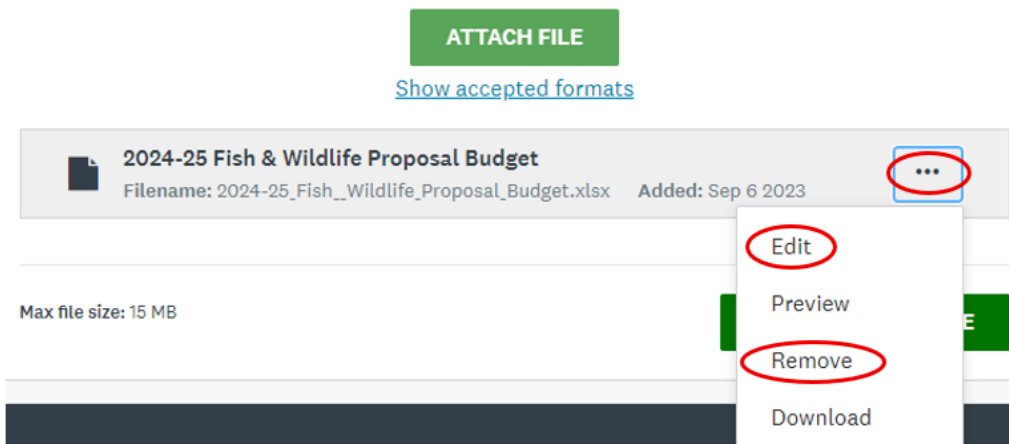 ATTACH FILE
Show accepted formats
2024-25 Fish & Wildlife Proposal Budget
Filename: 2024-25_Fish__Wildlife_Proposal_Budget.xlsx Added: Sep 6 2023
•••
Edit
Preview
Max file size: 15 MB
E
Remove
Download